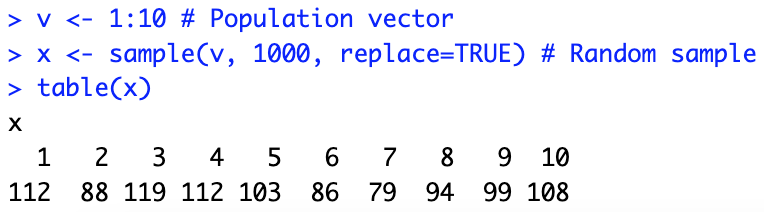 > v <- 1:10 # Population vector
> x <- sample(v, 1000, replace=TRUE) # Random sample
> table(x)
x
  1   2   3   4   5   6   7   8   9  10
112  88 119 112 103  86  79  94  99 108